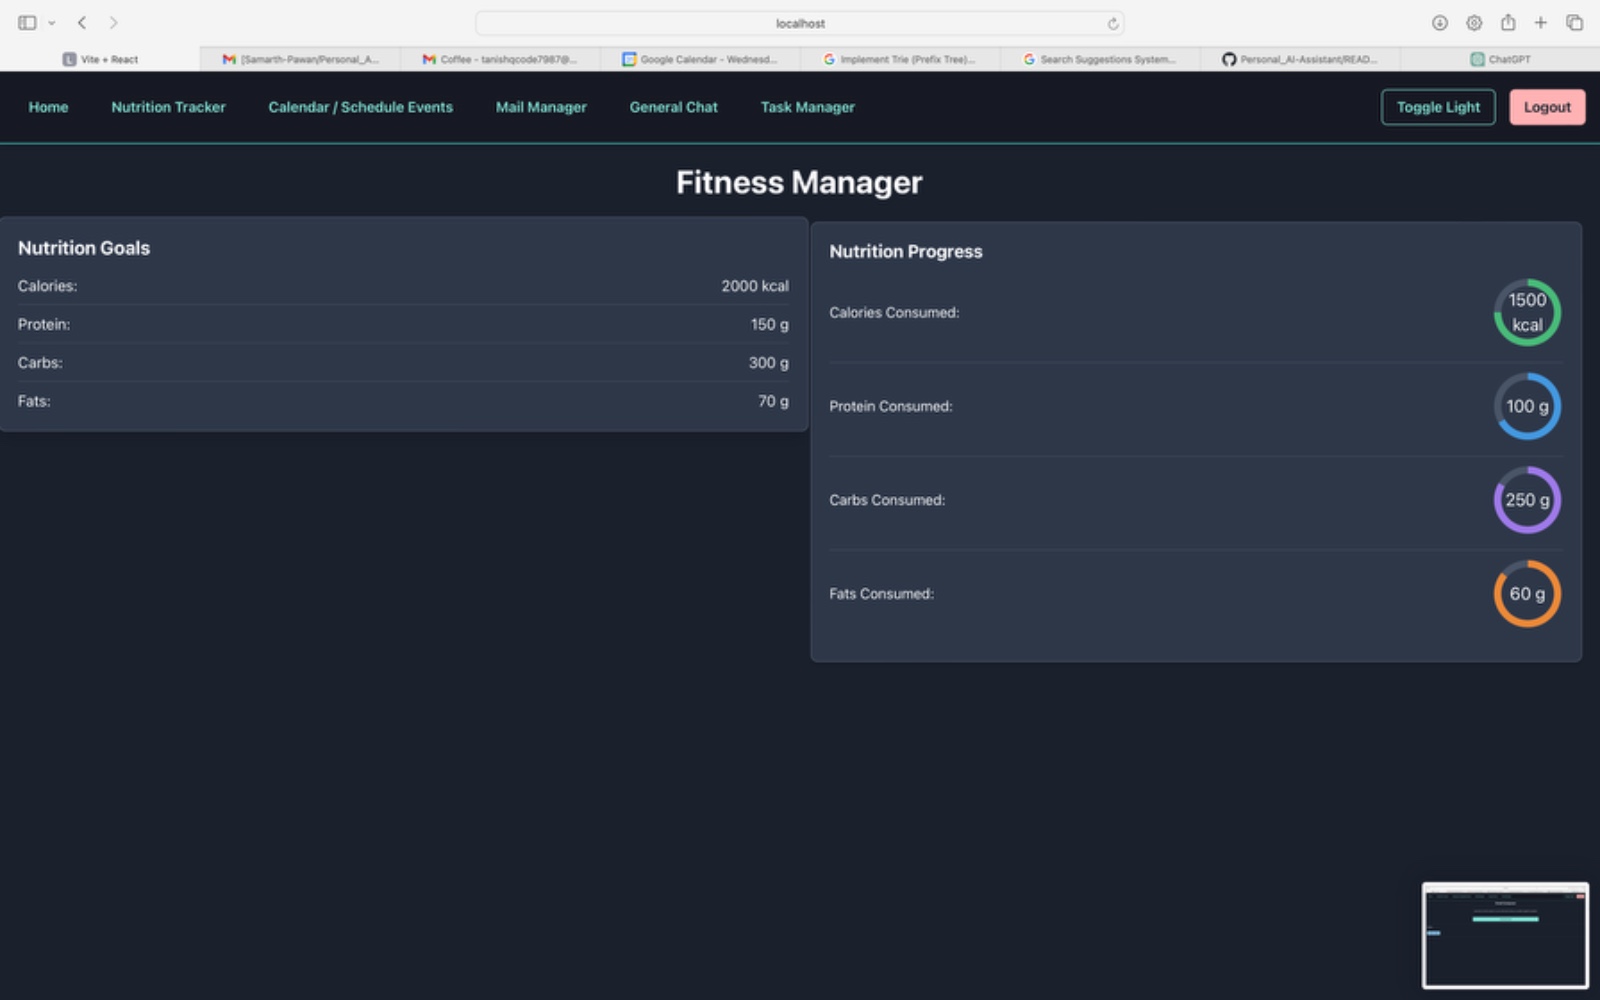 localhost
L Vite + React
[Samarth-Pawan/Personal_A...
Coffee - tanishqcode7987@...
Google Calendar - Wednesd...
Implement Trie (Prefix Tree)...
Search Suggestions System...
Personal_AI-Assistant/READ...
ChatGPT
Home
Nutrition Tracker
Calendar / Schedule Events
Mail Manager
General Chat
Task Manager
Toggle Light
Logout
Fitness Manager
Nutrition Goals
Calories: 2000 kcal
Protein: 150 g
Carbs: 300 g
Fats: 70 g
Nutrition Progress
Calories Consumed:
1500
kcal
Protein Consumed: 100 g
Carbs Consumed: 250 g
Fats Consumed: 60 g